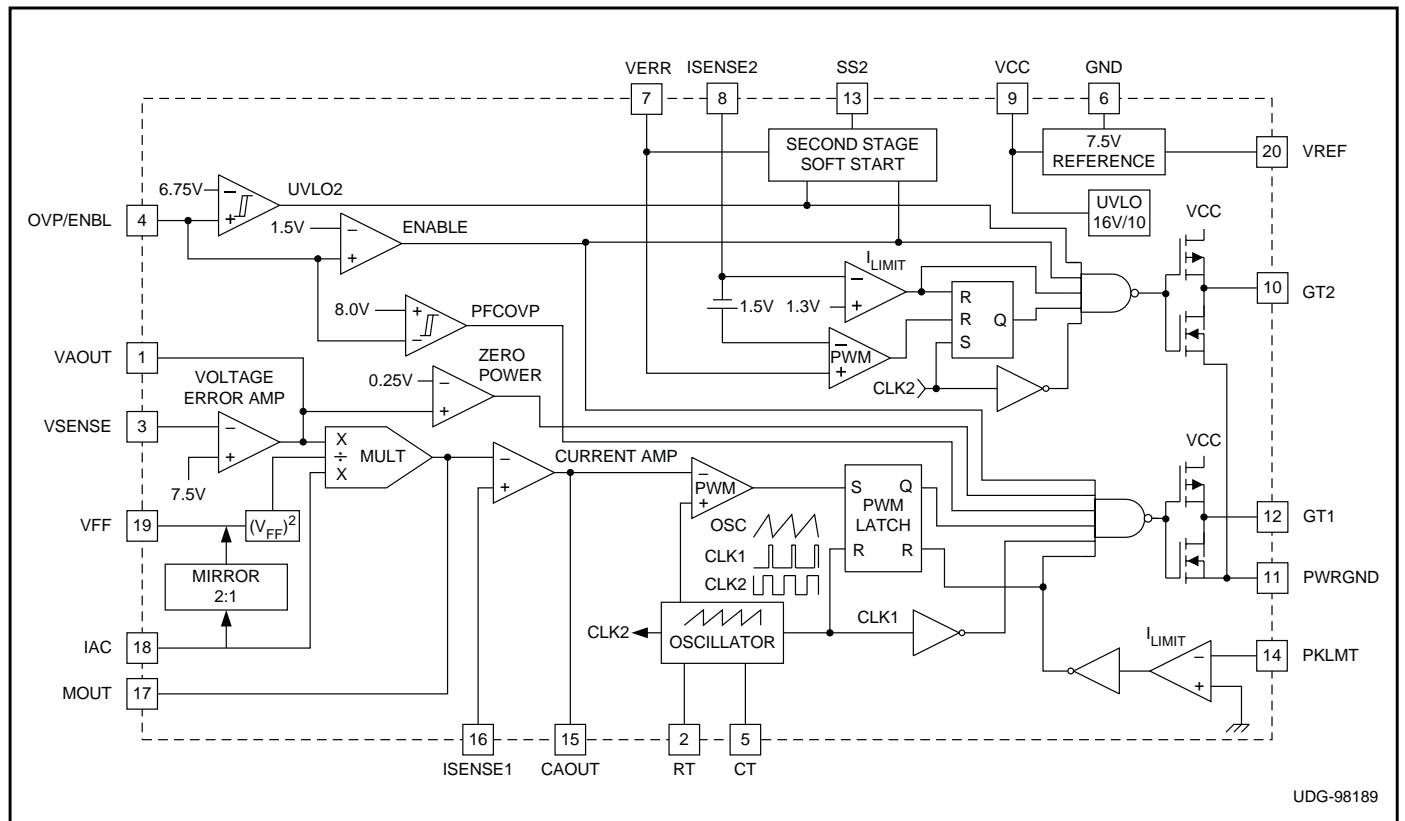 VERR
ISENSE2
SS2
VCC
GND
7
8
13
9
6
SECOND STAGE
SOFT START
7.5V
REFERENCE
20
VREF
6.75V
−
+
UVLO2
UVLO
16V/10
VCC
OVP/ENBL
4
1.5V
−
+
ENABLE
ILIMIT
−
+
1.5V
1.3V
R
R
S
Q
10
GT2
8.0V
+
−
PFCOVP
−
PWM
+
VAOUT
1
ZERO
POWER
0.25V
−
+
CLK2
VOLTAGE
ERROR AMP
VSENSE
3
−
+
7.5V
X
÷
X
MULT
−
+
CURRENT AMP
−
PWM
+
S
Q
PWM
LATCH
R
R
VCC
12
GT1
VFF
19
(VFF)2
OSC
CLK1
CLK2
MIRROR
2:1
11
PWRGND
CLK2
OSCILLATOR
CLK1
ILIMIT
−
+
14
PKLMT
IAC
18
MOUT
17
16
15
2
5
ISENSE1
CAOUT
RT
CT
UDG-98189